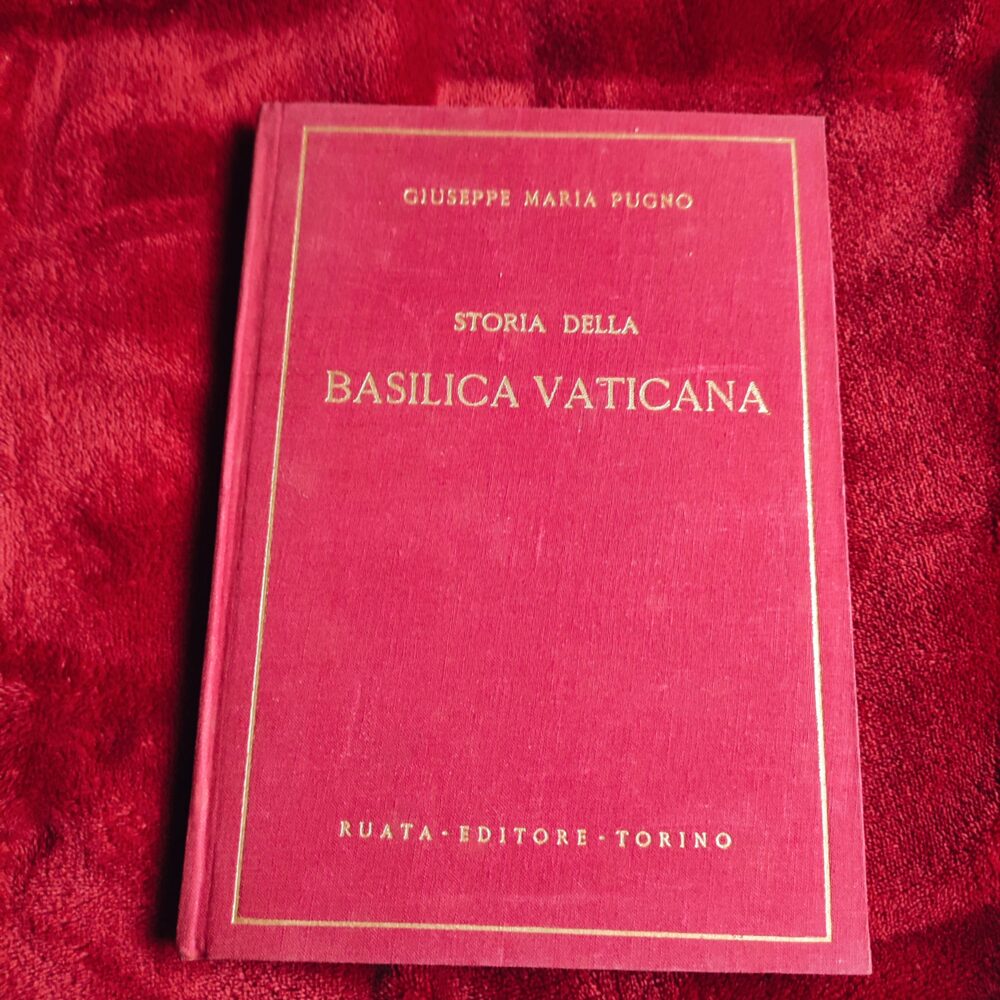 GIUSEPPE MARIA PUGNO
STORIA DELLA
BASILICA VATICANA
RUATA - EDITORE - TORINO